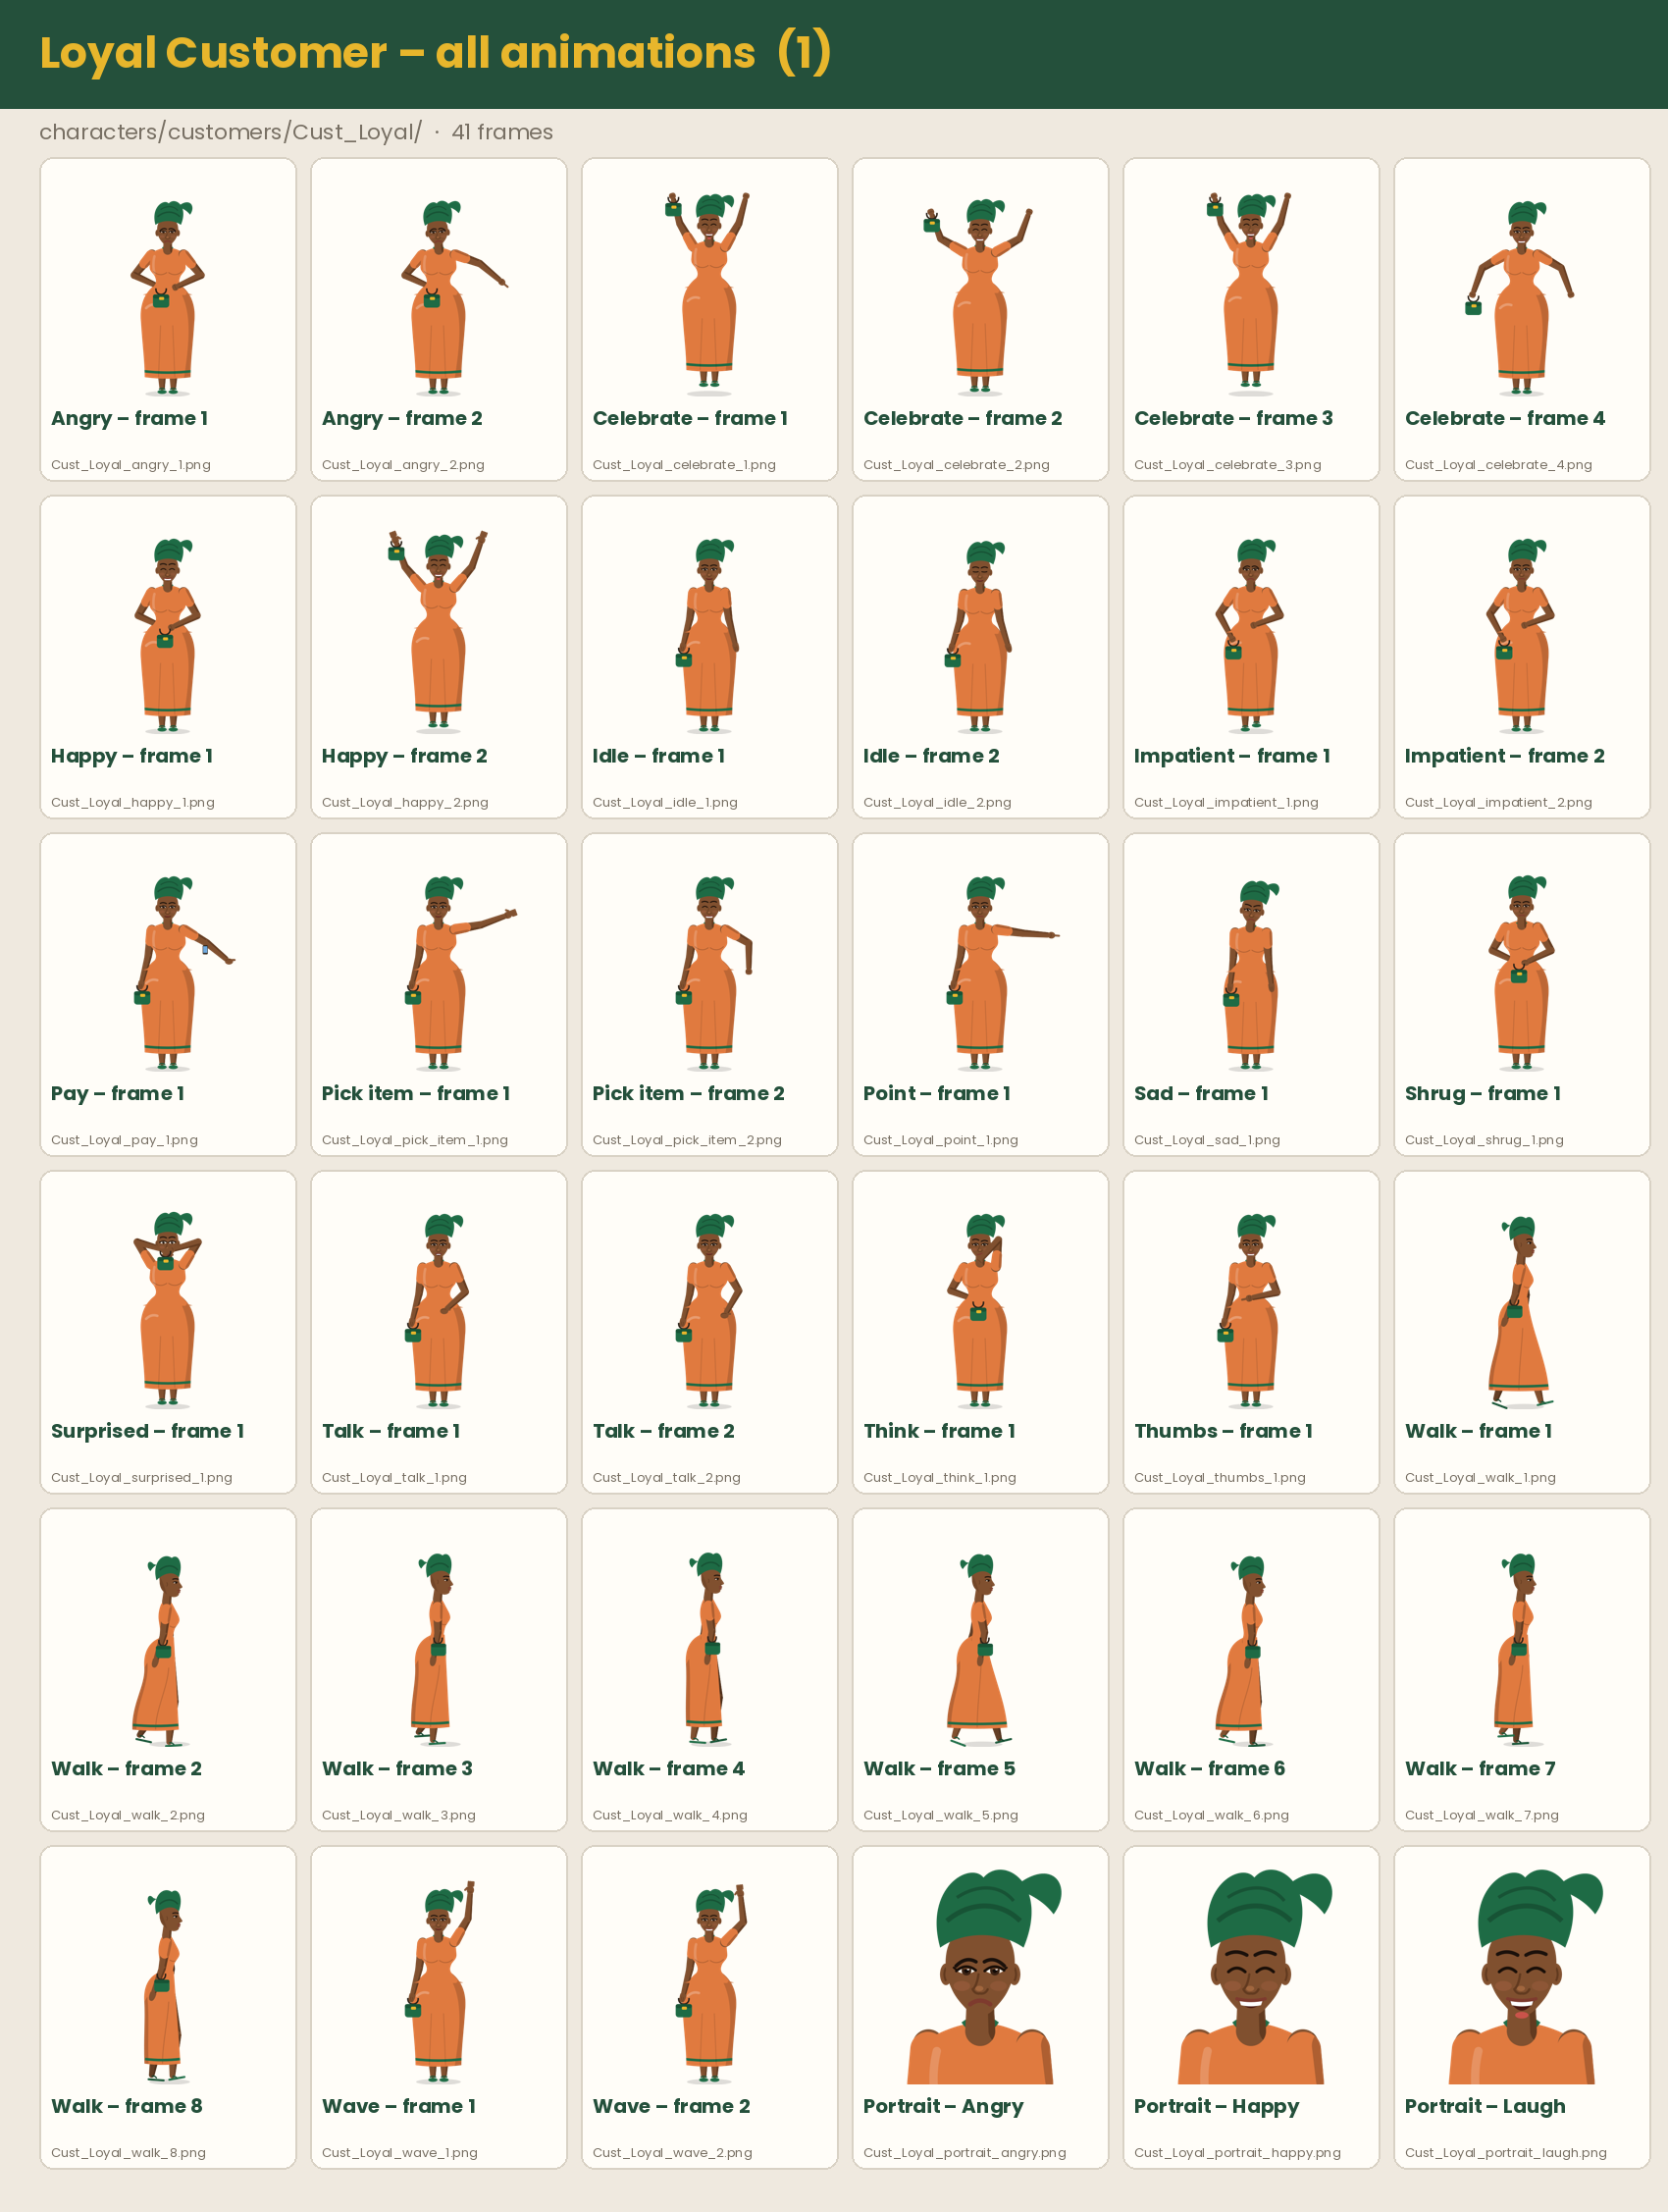 Loyal Customer – all animations (1)
characters/customers/Cust_Loyal/ · 41 frames
Angry – frame 1
Cust_Loyal_angry_1.png
Angry – frame 2
Cust_Loyal_angry_2.png
Celebrate – frame 1
Cust_Loyal_celebrate_1.png
Celebrate – frame 2
Cust_Loyal_celebrate_2.png
Celebrate – frame 3
Cust_Loyal_celebrate_3.png
Celebrate – frame 4
Cust_Loyal_celebrate_4.png
Happy – frame 1
Cust_Loyal_happy_1.png
Happy – frame 2
Cust_Loyal_happy_2.png
Idle – frame 1
Cust_Loyal_idle_1.png
Idle – frame 2
Cust_Loyal_idle_2.png
Impatient – frame 1
Cust_Loyal_impatient_1.png
Impatient – frame 2
Cust_Loyal_impatient_2.png
Pay – frame 1
Cust_Loyal_pay_1.png
Pick item – frame 1
Cust_Loyal_pick_item_1.png
Pick item – frame 2
Cust_Loyal_pick_item_2.png
Point – frame 1
Cust_Loyal_point_1.png
Sad – frame 1
Cust_Loyal_sad_1.png
Shrug – frame 1
Cust_Loyal_shrug_1.png
Surprised – frame 1
Cust_Loyal_surprised_1.png
Talk – frame 1
Cust_Loyal_talk_1.png
Talk – frame 2
Cust_Loyal_talk_2.png
Think – frame 1
Cust_Loyal_think_1.png
Thumbs – frame 1
Cust_Loyal_thumbs_1.png
Walk – frame 1
Cust_Loyal_walk_1.png
Walk – frame 2
Cust_Loyal_walk_2.png
Walk – frame 3
Cust_Loyal_walk_3.png
Walk – frame 4
Cust_Loyal_walk_4.png
Walk – frame 5
Cust_Loyal_walk_5.png
Walk – frame 6
Cust_Loyal_walk_6.png
Walk – frame 7
Cust_Loyal_walk_7.png
Walk – frame 8
Cust_Loyal_walk_8.png
Wave – frame 1
Cust_Loyal_wave_1.png
Wave – frame 2
Cust_Loyal_wave_2.png
Portrait – Angry
Cust_Loyal_portrait_angry.png
Portrait – Happy
Cust_Loyal_portrait_happy.png
Portrait – Laugh
Cust_Loyal_portrait_laugh.png